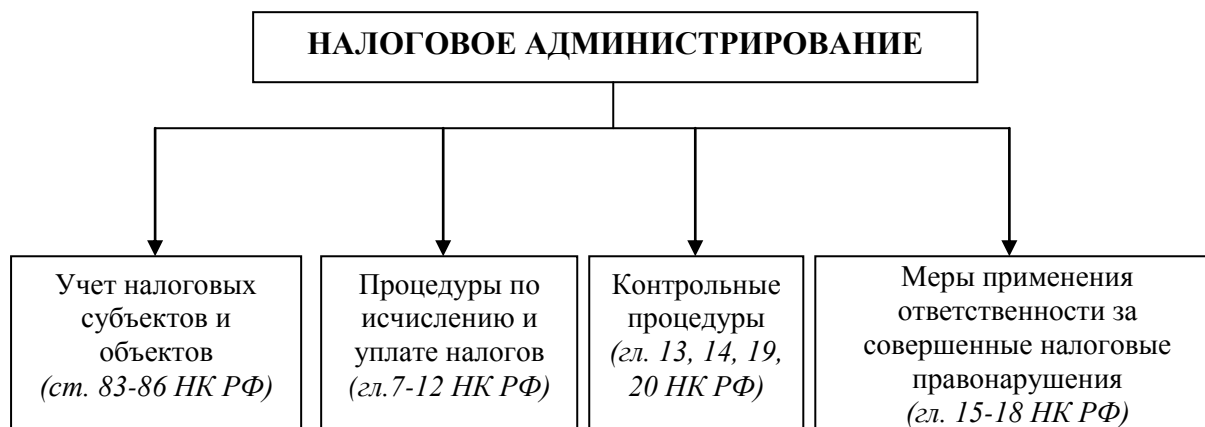 НАЛОГОВОЕ АДМИНИСТРИРОВАНИЕ
Учет налоговых
субъектов и
объектов
(ст. 83-86 НК РФ)
Процедуры по
исчислению и
уплате налогов
(гл.7-12 НК РФ)
Контрольные
процедуры
(гл. 13, 14, 19,
20 НК РФ)
Меры применения
ответственности за
совершенные налоговые
правонарушения
(гл. 15-18 НК РФ)